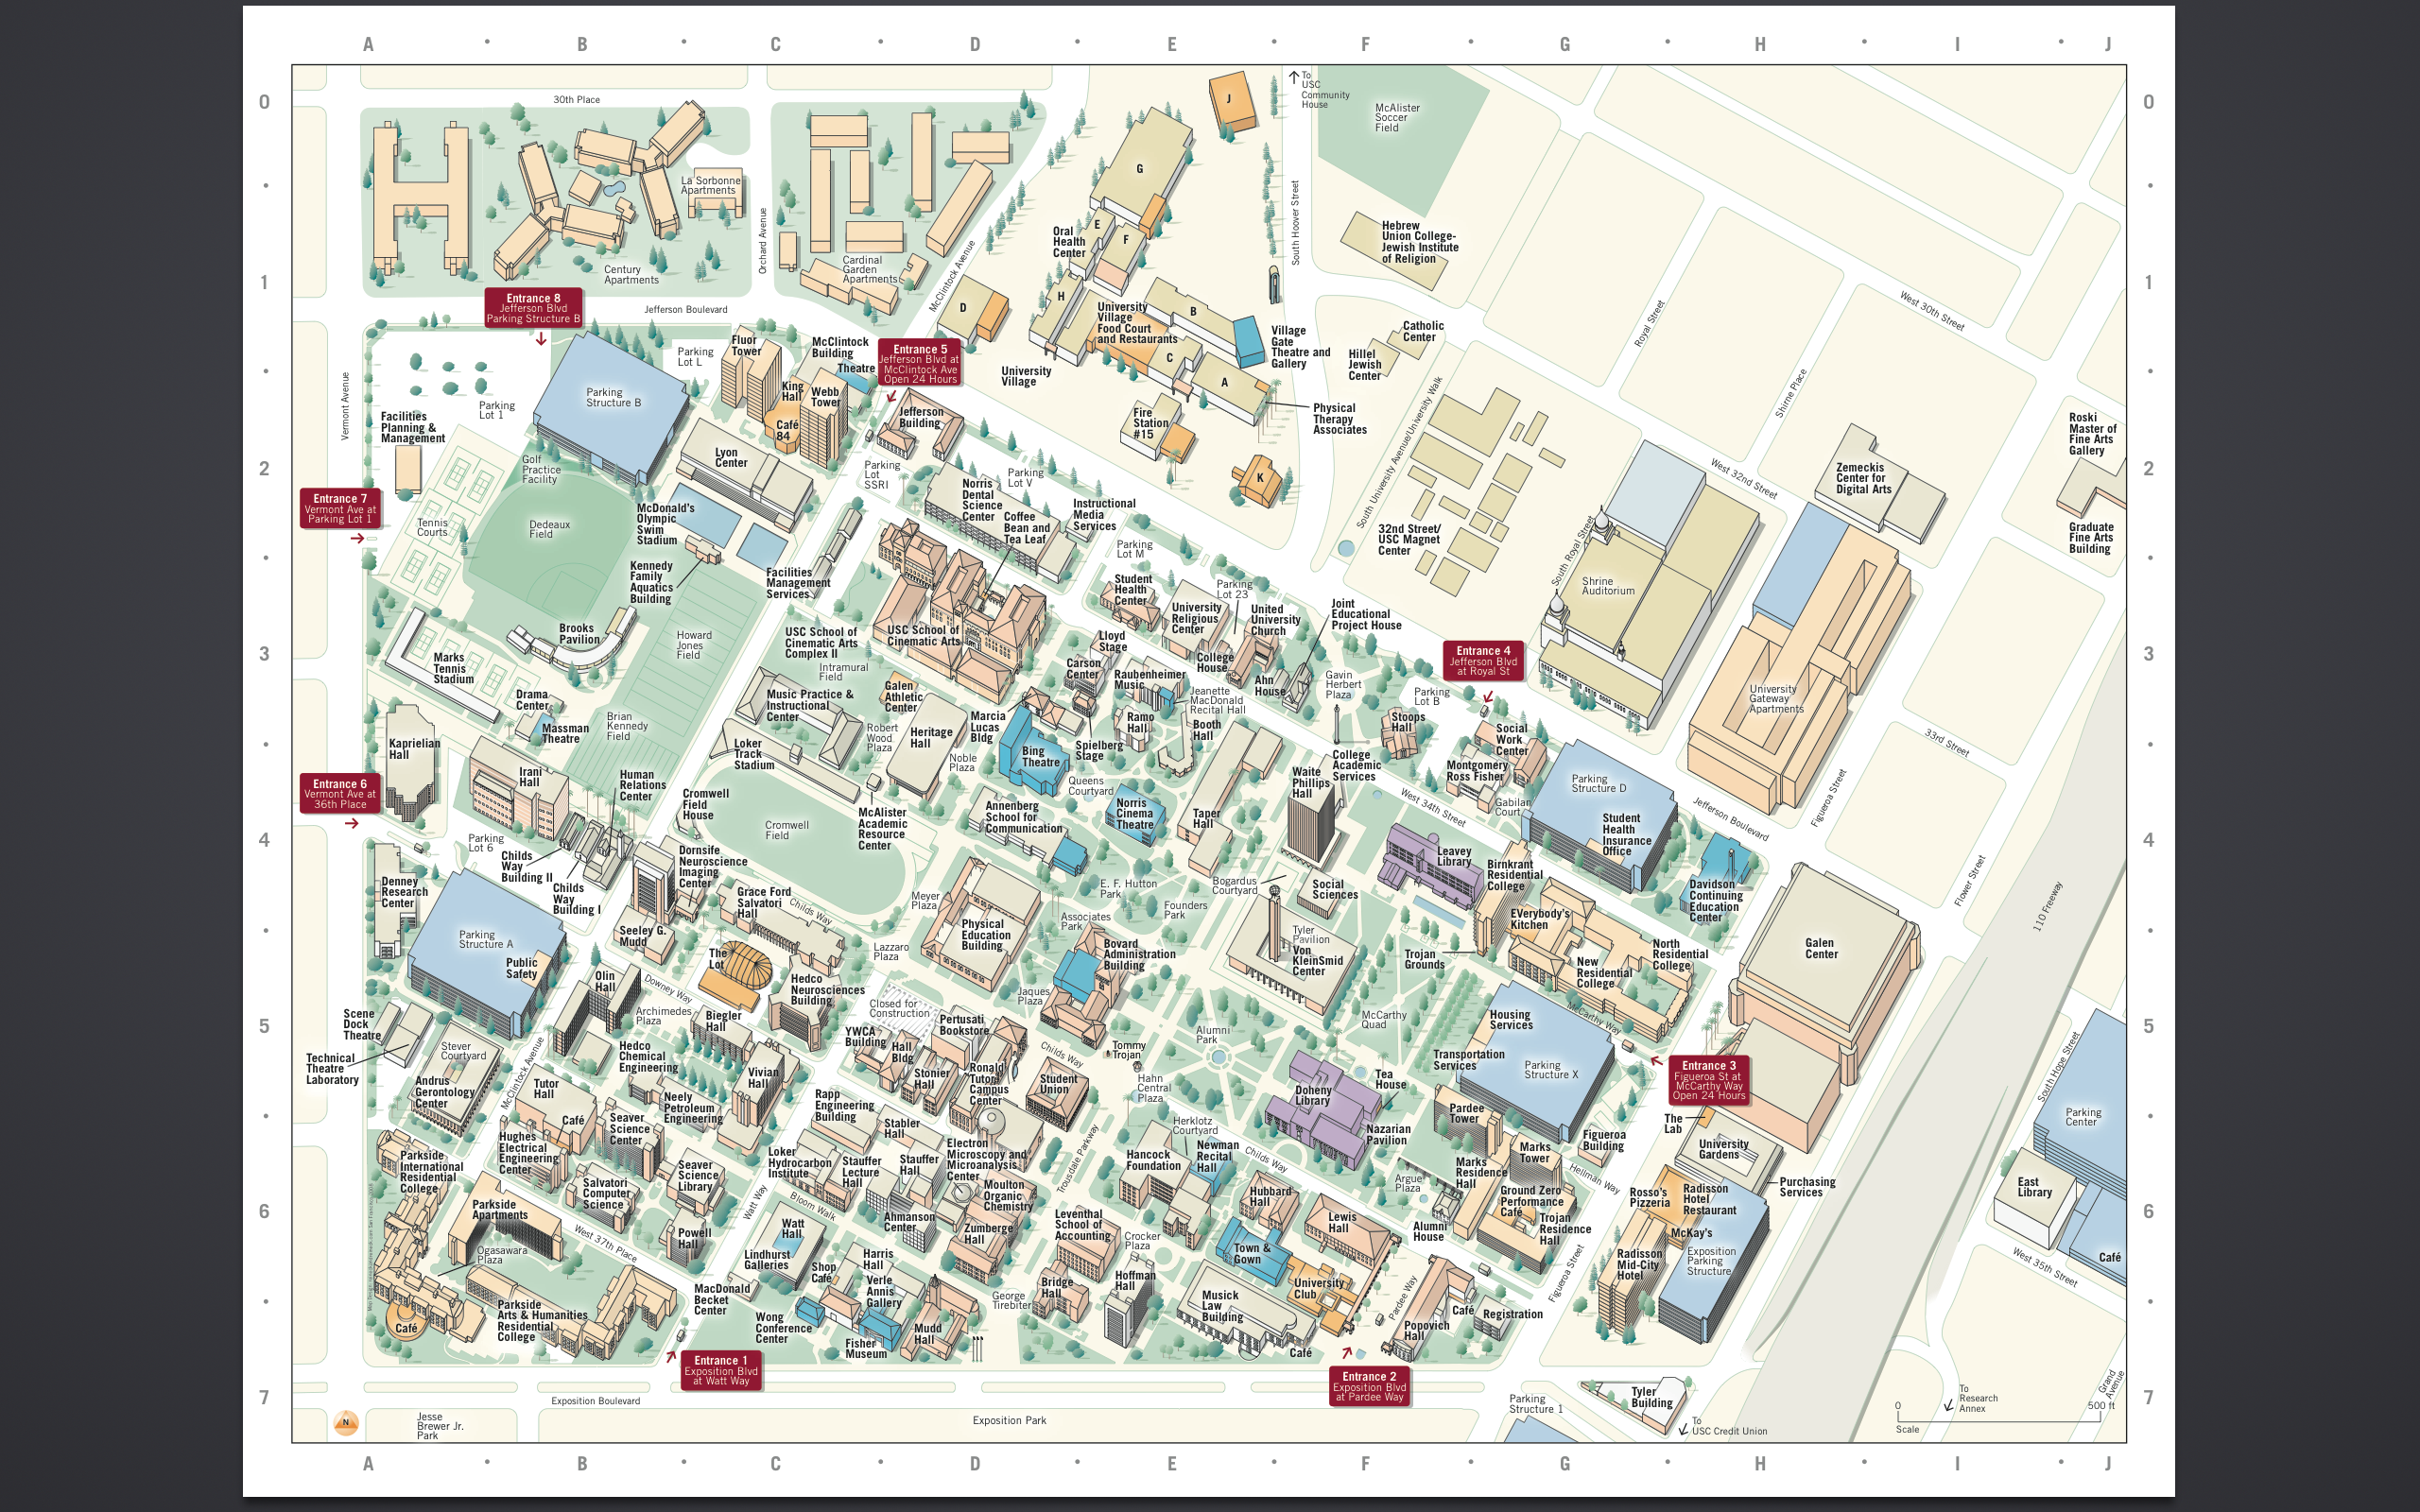 A
B
C
D
E
F
G
H
I
J
0
1
2
3
4
5
6
7
0
1
2
3
4
5
6
7
30th Place
La Sorbonne
Apartments
Century
Apartments
Orchard Avenue
Cardinal
Garden
Apartments
McClintock Avenue
Jefferson Boulevard
J
G
E
F
Oral
Health
Center
H
D
B
C
A
University
Village
Food Court
and Restaurants
University
Village
Village
Gate
Theatre and
Gallery
Physical
Therapy
Associates
Fire
Station
#15
K
To
USC
Community
House
South Hoover Street
McAlister
Soccer
Field
Hebrew
Union College-
Jewish Institute
of Religion
Catholic
Center
Hillel
Jewish
Center
South University Avenue/University Walk
32nd Street/
USC Magnet
Center
Royal Street
West 30th Street
Shrine Place
West 32nd Street
South Royal Street
Shrine
Auditorium
Zemeckis
Center for
Digital Arts
Roski
Master of
Fine Arts
Gallery
Graduate
Fine Arts
Building
University
Gateway
Apartments
33rd Street
Figueroa Street
Jefferson Boulevard
Flower Street
110 Freeway
Entrance 8
Jefferson Blvd
Parking Structure B
Vermont Avenue
Facilities
Planning &
Management
Parking
Lot 1
Parking
Structure B
Parking
Lot L
Fluor
Tower
King
Hall
Café
84
McClintock
Building
Theatre
Webb
Tower
Entrance 5
Jefferson Blvd at
McClintock Ave
Open 24 Hours
Jefferson
Building
Lyon
Center
Parking
Lot
SSRI
Parking
Lot V
Norris
Dental
Science
Center
Coffee
Bean and
Tea Leaf
Instructional
Media
Services
Parking
Lot M
Entrance 7
Vermont Ave at
Parking Lot 1
Golf
Practice
Facility
Tennis
Courts
Dedeaux
Field
McDonald's
Olympic
Swim
Stadium
Kennedy
Family
Aquatics
Building
Facilities
Management
Services
Brooks
Pavilion
Howard
Jones
Field
Marks
Tennis
Stadium
Drama
Center
Massman
Theatre
Brian
Kennedy
Field
USC School of
Cinematic Arts
Complex II
Intramural
Field
USC School of
Cinematic Arts
Music Practice &
Instructional
Center
Galen
Athletic
Center
Robert
Wood
Plaza
Heritage
Hall
Noble
Plaza
Marcia
Lucas
Bldg
Bing
Theatre
Spielberg
Stage
Queens
Courtyard
Student
Health
Center
University
Religious
Center
Parking
Lot 23
United
University
Church
Joint
Educational
Project House
Lloyd
Stage
Carson
Center
Raubenheimer
Music
College
House
Jeanette
MacDonald
Recital Hall
Ahn
House
Ramo
Hall
Booth
Hall
Gavin
Herbert
Plaza
Parking
Lot B
Entrance 4
Jefferson Blvd
at Royal St
Stoops
Hall
Social
Work
Center
Montgomery
Ross Fisher
Gabilan
Court
College
Academic
Services
Waite
Phillips
Hall
West 34th Street
Parking
Structure D
Student
Health
Insurance
Office
Davidson
Continuing
Education
Center
Kaprielian
Hall
Irani
Hall
Human
Relations
Center
Loker
Track
Stadium
Cromwell
Field
House
Cromwell
Field
McAlister
Academic
Resource
Center
Annenberg
School for
Communication
Norris
Cinema
Theatre
Taper
Hall
Entrance 6
Vermont Ave at
36th Place
Parking
Lot 6
Childs
Way
Building II
Childs
Way
Building I
Dornsife
Neuroscience
Imaging
Center
Grace Ford
Salvatori
Hall
Childs Way
Denney
Research
Center
Parking
Structure A
Public
Safety
Seeley G.
Mudd
The
Lot
Meyer
Plaza
Physical
Education
Building
Lazzaro
Plaza
Associates
Park
E. F. Hutton
Park
Founders
Park
Bogardus
Courtyard
Social
Sciences
Leavey
Library
Birnkrant
Residential
College
EVerybody's
Kitchen
Tyler
Pavilion
Von
KleinSmid
Center
Trojan
Grounds
New
Residential
College
North
Residential
College
Galen
Center
Bovard
Administration
Building
Olin
Hall
Downey Way
Archimedes
Plaza
Biegler
Hall
Hedco
Neurosciences
Building
Closed for
Construction
Jaques
Plaza
Scene
Dock
Theatre
Technical
Theatre
Laboratory
Stever
Courtyard
Andrus
Gerontology
Center
McClintock Avenue
Hedco
Chemical
Engineering
YWCA
Building
Hall
Bldg
Pertusati
Bookstore
Stonier
Hall
Ronald
Tutor
Campus
Center
Childs Way
Tommy
Trojan
Student
Union
Hahn
Central
Plaza
Alumni
Park
McCarthy
Quad
Housing
Services
Transportation
Services
Parking
Structure X
McCarthy Way
Entrance 3
Figueroa St at
McCarthy Way
Open 24 Hours
Tutor
Hall
Café
Neely
Petroleum
Engineering
Vivian
Hall
Rapp
Engineering
Building
Stabler
Hall
Hughes
Electrical
Engineering
Center
Seaver
Science
Center
Doheny
Library
Tea
House
Nazarian
Pavilion
Pardee
Tower
The
Lab
Figueroa
Building
University
Gardens
Purchasing
Services
Parkside
International
Residential
College
Salvatori
Computer
Science
Seaver
Science
Library
Loker
Hydrocarbon
Institute
Stauffer
Lecture
Hall
Stauffer
Hall
Electron
Microscopy and
Microanalysis
Center
Moulton
Organic
Chemistry
Trousdale Parkway
Herklotz
Courtyard
Hancock
Foundation
Newman
Recital
Hall
Childs Way
Argue
Plaza
Marks
Residence
Hall
Marks
Tower
Hellman Way
Ground Zero
Performance
Café
Trojan
Residence
Hall
Rosso's
Pizzeria
Radisson
Hotel
Restaurant
McKay's
Exposition
Parking
Structure
Radisson
Mid-City
Hotel
Parkside
Apartments
West 37th Place
Powell
Hall
Watt Way
Bloom Walk
Watt
Hall
Lindhurst
Galleries
Ahmanson
Center
Zumberge
Hall
Leventhal
School of
Accounting
Crocker
Plaza
Hubbard
Hall
Town &
Gown
Lewis
Hall
Alumni
House
Ogasawara
Plaza
Parkside
Arts & Humanities
Residential
College
Café
MacDonald
Becket
Center
Shop
Café
Harris
Hall
Verle
Annis
Gallery
Wong
Conference
Center
Fisher
Museum
Mudd
Hall
George
Tirebiter
Bridge
Hall
Hoffman
Hall
Musick
Law
Building
Café
University
Club
Pardee Way
Popovich
Hall
Café
Registration
Figueroa Street
Parking
Center
South Hope Street
East
Library
Café
West 35th Street
Entrance 1
Exposition Blvd
at Watt Way
Entrance 2
Exposition Blvd
at Pardee Way
Exposition Boulevard
Exposition Park
Jesse
Brewer Jr.
Park
N
Parking
Structure 1
Tyler
Building
To
USC Credit Union
To
Research
Annex
Grand
Avenue
0
500 ft
Scale